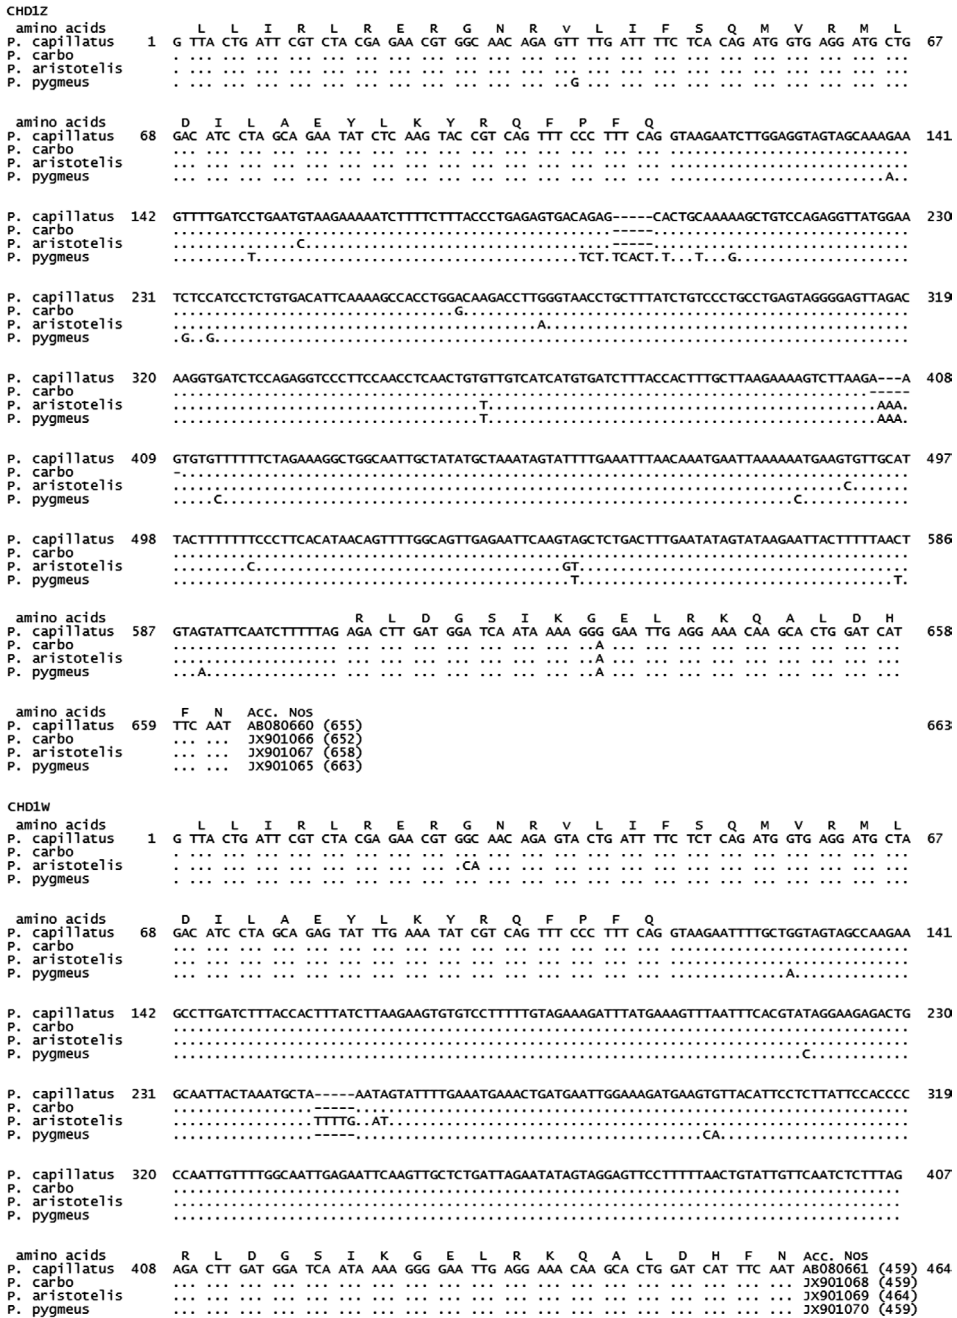 CHD1Z
amino acids L L I R L R E R G N R v L I F S Q M V R M L
P. capillatus 1 G TTA CTG ATT CGT CTA CGA GAA CGT GGC AAC AGA GTT TTG ATT TTC TCA CAG ATG GTG AGG ATG CTG 67
P. carbo . ... ... ... ... ... ... ... ... ... ... ... ... ... ... ... ... ... ... ... ... ... ...
P. aristotelis . ... ... ... ... ... ... ... ... ... ... ... ... ... ... ... ... ... ... ... ... ... ...
P. pygmeus . ... ... ... ... ... ... ... ... ... ... ... ..G ... ... ... ... ... ... ... ... ... ...
amino acids D I L A E Y L K Y R Q F P F Q
P. capillatus 68 GAC ATC CTA GCA GAA TAT CTC AAG TAC CGT CAG TTT CCC TTT CAG GTAAGAATCTTGGAGGTAGTAGCAAAGAA 141
P. carbo ... ... ... ... ... ... ... ... ... ... ... ... ... ... ... .............................
P. aristotelis ... ... ... ... ... ... ... ... ... ... ... ... ... ... ... .............................
P. pygmeus ... ... ... ... ... ... ... ... ... ... ... ... ... ... ... ..........................A..
P. capillatus 142 GTTTTGATCCTGAATGTAAGAAAAATCTTTTCTTTACCCTGAGAGTGACAGAG-----CACTGCAAAAAGCTGTCCAGAGGTTATGGAA 230
P. carbo .....................................................-----...............................
P. aristotelis ...............C.....................................-----...............................
P. pygmeus .........T.......................................TCT.TCACT.T...T...G.....................
P. capillatus 231 TCTCCATCCTCTGTGACATTCAAAAGCCACCTGGACAAGACCTTGGGTAACCTGCTTTATCTGTCCCTGCCTGAGTAGGGGAGTTAGAC 319
P. carbo ..................................G......................................................
P. aristotelis ............................................A............................................
P. pygmeus .G..G....................................................................................
P. capillatus 320 AAGGTGATCTCCAGAGGTCCCTTCCAACCTCAACTGTGTTGTCATCATGTGATCTTTACCACTTTGCTTAAGAAAAGTCTTAAGA---A 408
P. carbo ....................................................................................-----
P. aristotelis .....................................T...............................................AAA.
P. pygmeus .....................................T...............................................AAA.
P. capillatus 409 GTGTGTTTTTTCTAGAAAGGCTGGCAATTGCTATATGCTAAATAGTATTTTGAAATTTAACAAATGAATTAAAAAATGAAGTGTTGCAT 497
P. carbo -........................................................................................
P. aristotelis .................................................................................C.......
P. pygmeus .....C.....................................................................C.............
P. capillatus 498 TACTTTTTTTCCCTTCACATAACAGTTTTGGCAGTTGAGAATTCAAGTAGCTCTGACTTTGAATATAGTATAAGAATTACTTTTTAACT 586
P. carbo .........................................................................................
P. aristotelis .........C.....................................GT........................................
P. pygmeus ................................................T.......................................T.
amino acids R L D G S I K G E L R K Q A L D H
P. capillatus 587 GTAGTATTCAATCTTTTTAG AGA CTT GAT GGA TCA ATA AAA GGG GAA TTG AGG AAA CAA GCA CTG GAT CAT 658
P. carbo .................... ... ... ... ... ... ... ... ..A ... ... ... ... ... ... ... ... ...
P. aristotelis .................... ... ... ... ... ... ... ... ..A ... ... ... ... ... ... ... ... ...
P. pygmeus ...A................ ... ... ... ... ... ... ... ..A ... ... ... ... ... ... ... ... ...
amino acids F N Acc. Nos
P. capillatus 659 TTC AAT AB080660 (655) 663
P. carbo ... ... JX901066 (652)
P. aristotelis ... ... JX901067 (658)
P. pygmeus ... ... JX901065 (663)
CHD1W
amino acids L L I R L R E R G N R v L I F S Q M V R M L
P. capillatus 1 G TTA CTG ATT CGT CTA CGA GAA CGT GGC AAC AGA GTA CTG ATT TTC TCT CAG ATG GTG AGG ATG CTA 67
P. carbo . ... ... ... ... ... ... ... ... ... ... ... ... ... ... ... ... ... ... ... ... ... ...
P. aristotelis . ... ... ... ... ... ... ... ... .CA ... ... ... ... ... ... ... ... ... ... ... ... ...
P. pygmeus . ... ... ... ... ... ... ... ... ... ... ... ... ... ... ... ... ... ... ... ... ... ...
amino acids D I L A E Y L K Y R Q F P F Q
P. capillatus 68 GAC ATC CTA GCA GAG TAT TTG AAA TAT CGT CAG TTT CCC TTT CAG GTAAGAATTTTGCTGGTAGTAGCCAAGAA 141
P. carbo ... ... ... ... ... ... ... ... ... ... ... ... ... ... ... .............................
P. aristotelis ... ... ... ... ... ... ... ... ... ... ... ... ... ... ... .............................
P. pygmeus ... ... ... ... ... ... ... ... ... ... ... ... ... ... ... ..............A..............
P. capillatus 142 GCCTTGATCTTTACCACTTTATCTTAAGAAGTGTGTCCTTTTTGTAGAAAGATTTATGAAAGTTTAATTTCACGTATAGGAAGAGACTG 230
P. carbo .........................................................................................
P. aristotelis .........................................................................................
P. pygmeus ............................................................................C............
P. capillatus 231 GCAATTACTAAATGCTA-----AATAGTATTTTGAAATGAAACTGATGAATTGGAAAGATGAAGTGTTACATTCCTCTTATTCCACCCC 319
P. carbo .................-----...................................................................
P. aristotelis .................TTTTG..AT...............................................................
P. pygmeus .................-----..........................................CA.......................
P. capillatus 320 CCAATTGTTTTGGCAATTGAGAATTCAAGTTGCTCTGATTAGAATATAGTAGGAGTTCCTTTTTAACTGTATTGTTCAATCTCTTTAG 407
P. carbo ........................................................................................
P. aristotelis ........................................................................................
P. pygmeus ........................................................................................
amino acids R L D G S I K G E L R K Q A L D H F N Acc. Nos
P. capillatus 408 AGA CTT GAT GGA TCA ATA AAA GGG GAA TTG AGG AAA CAA GCA CTG GAT CAT TTC AAT AB080661 (459) 464
P. carbo ... ... ... ... ... ... ... ... ... ... ... ... ... ... ... ... ... ... ... JX901068 (459)
P. aristotelis ... ... ... ... ... ... ... ... ... ... ... ... ... ... ... ... ... ... ... JX901069 (464)
P. pygmeus ... ... ... ... ... ... ... ... ... ... ... ... ... ... ... ... ... ... ... JX901070 (459)